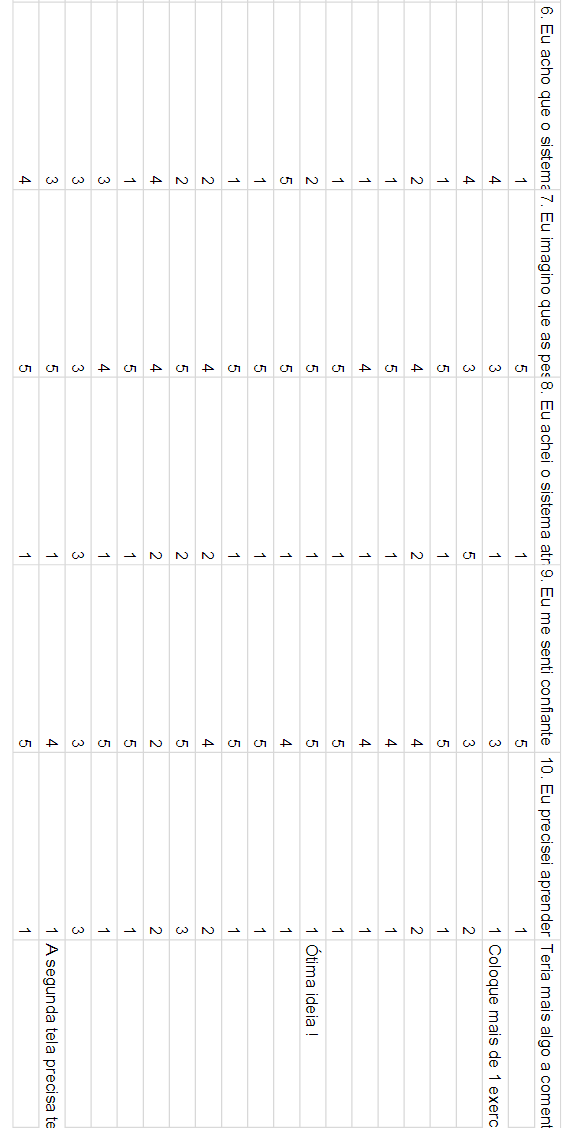 6. Eu acho que o sistema 7. Eu imagino que as pes 8. Eu achei o sistema atr 9. Eu me senti confiante 10. Eu precisei aprender Teria mais algo a coment
1 5 1 5 1
4 3 1 3 1 Coloque mais de 1 exerc
4 3 5 3 2
1 5 1 5 1
2 4 2 4 2
1 5 1 4 1
1 4 1 4 1
1 5 1 5 1
2 5 1 5 1 Ótima ideia !
5 5 1 4 1
1 5 1 5 1
1 5 1 5 1
2 4 2 4 2
2 5 2 5 3
4 4 2 2 2
1 5 1 5 1
3 4 1 5 1
3 3 3 3 3
3 5 1 4 1 A segunda tela precisa te
4 5 1 5 1